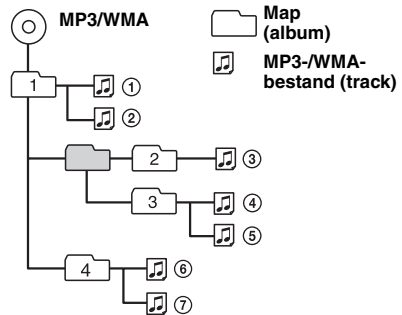 MP3/WMA
Map
(album)
MP3-/WMA-
bestand (track)
1
①
②
2
③
3
④
⑤
4
⑥
⑦